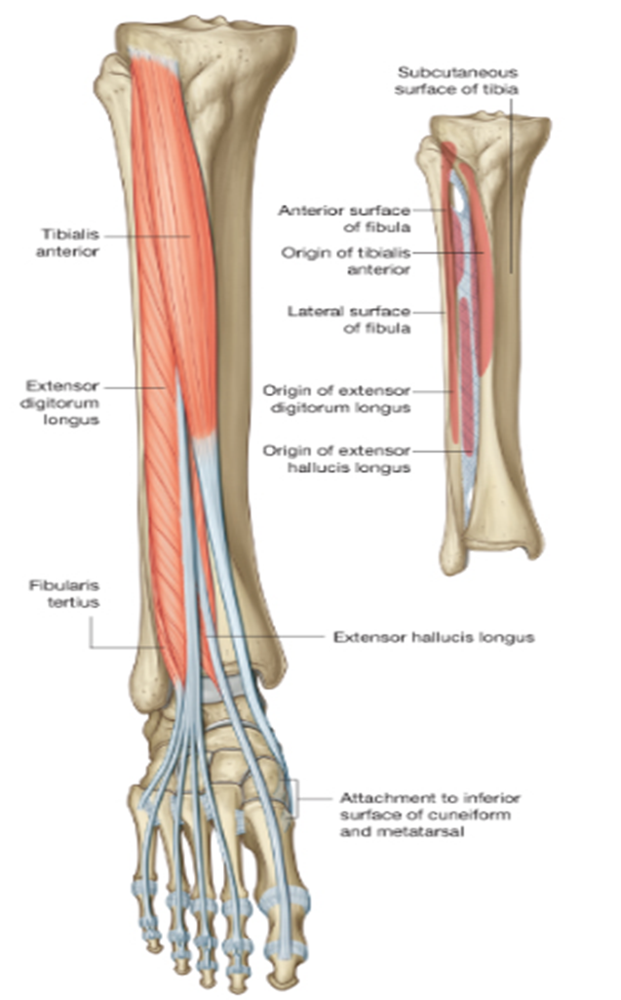 Subcutaneous
surface of tibia
Anterior surface
of fibula
Tibialis
anterior
Origin of tibialis
anterior
Lateral surface
of fibula
Extensor
digitorum
longus
Origin of extensor
digitorum longus
Origin of extensor
hallucis longus
Fibularis
tertius
Extensor hallucis longus
Attachment to inferior
surface of cuneiform
and metatarsal